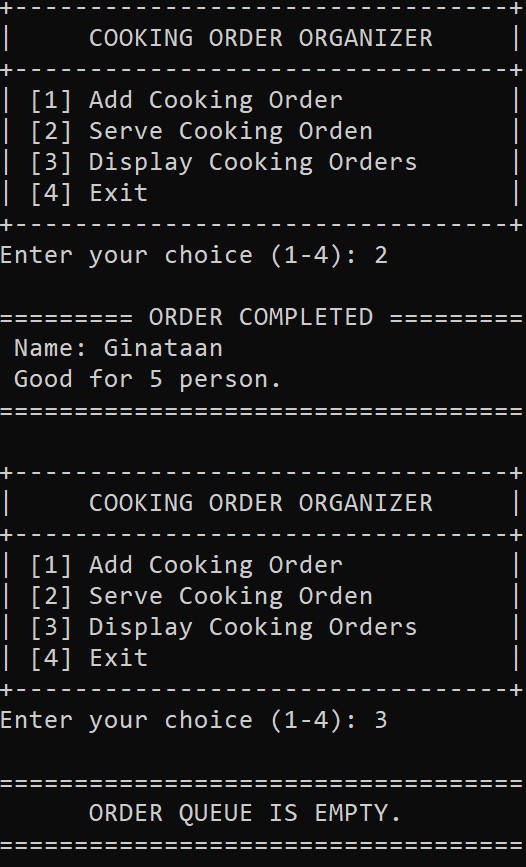 +---------------------------------+
|     COOKING ORDER ORGANIZER     |
+---------------------------------+
| [1] Add Cooking Order           |
| [2] Serve Cooking Orden         |
| [3] Display Cooking Orders      |
| [4] Exit                        |
+---------------------------------+
Enter your choice (1-4): 2

========= ORDER COMPLETED =========
 Name: Ginataan
 Good for 5 person.
===================================

+---------------------------------+
|     COOKING ORDER ORGANIZER     |
+---------------------------------+
| [1] Add Cooking Order           |
| [2] Serve Cooking Orden         |
| [3] Display Cooking Orders      |
| [4] Exit                        |
+---------------------------------+
Enter your choice (1-4): 3

===================================
      ORDER QUEUE IS EMPTY.
===================================